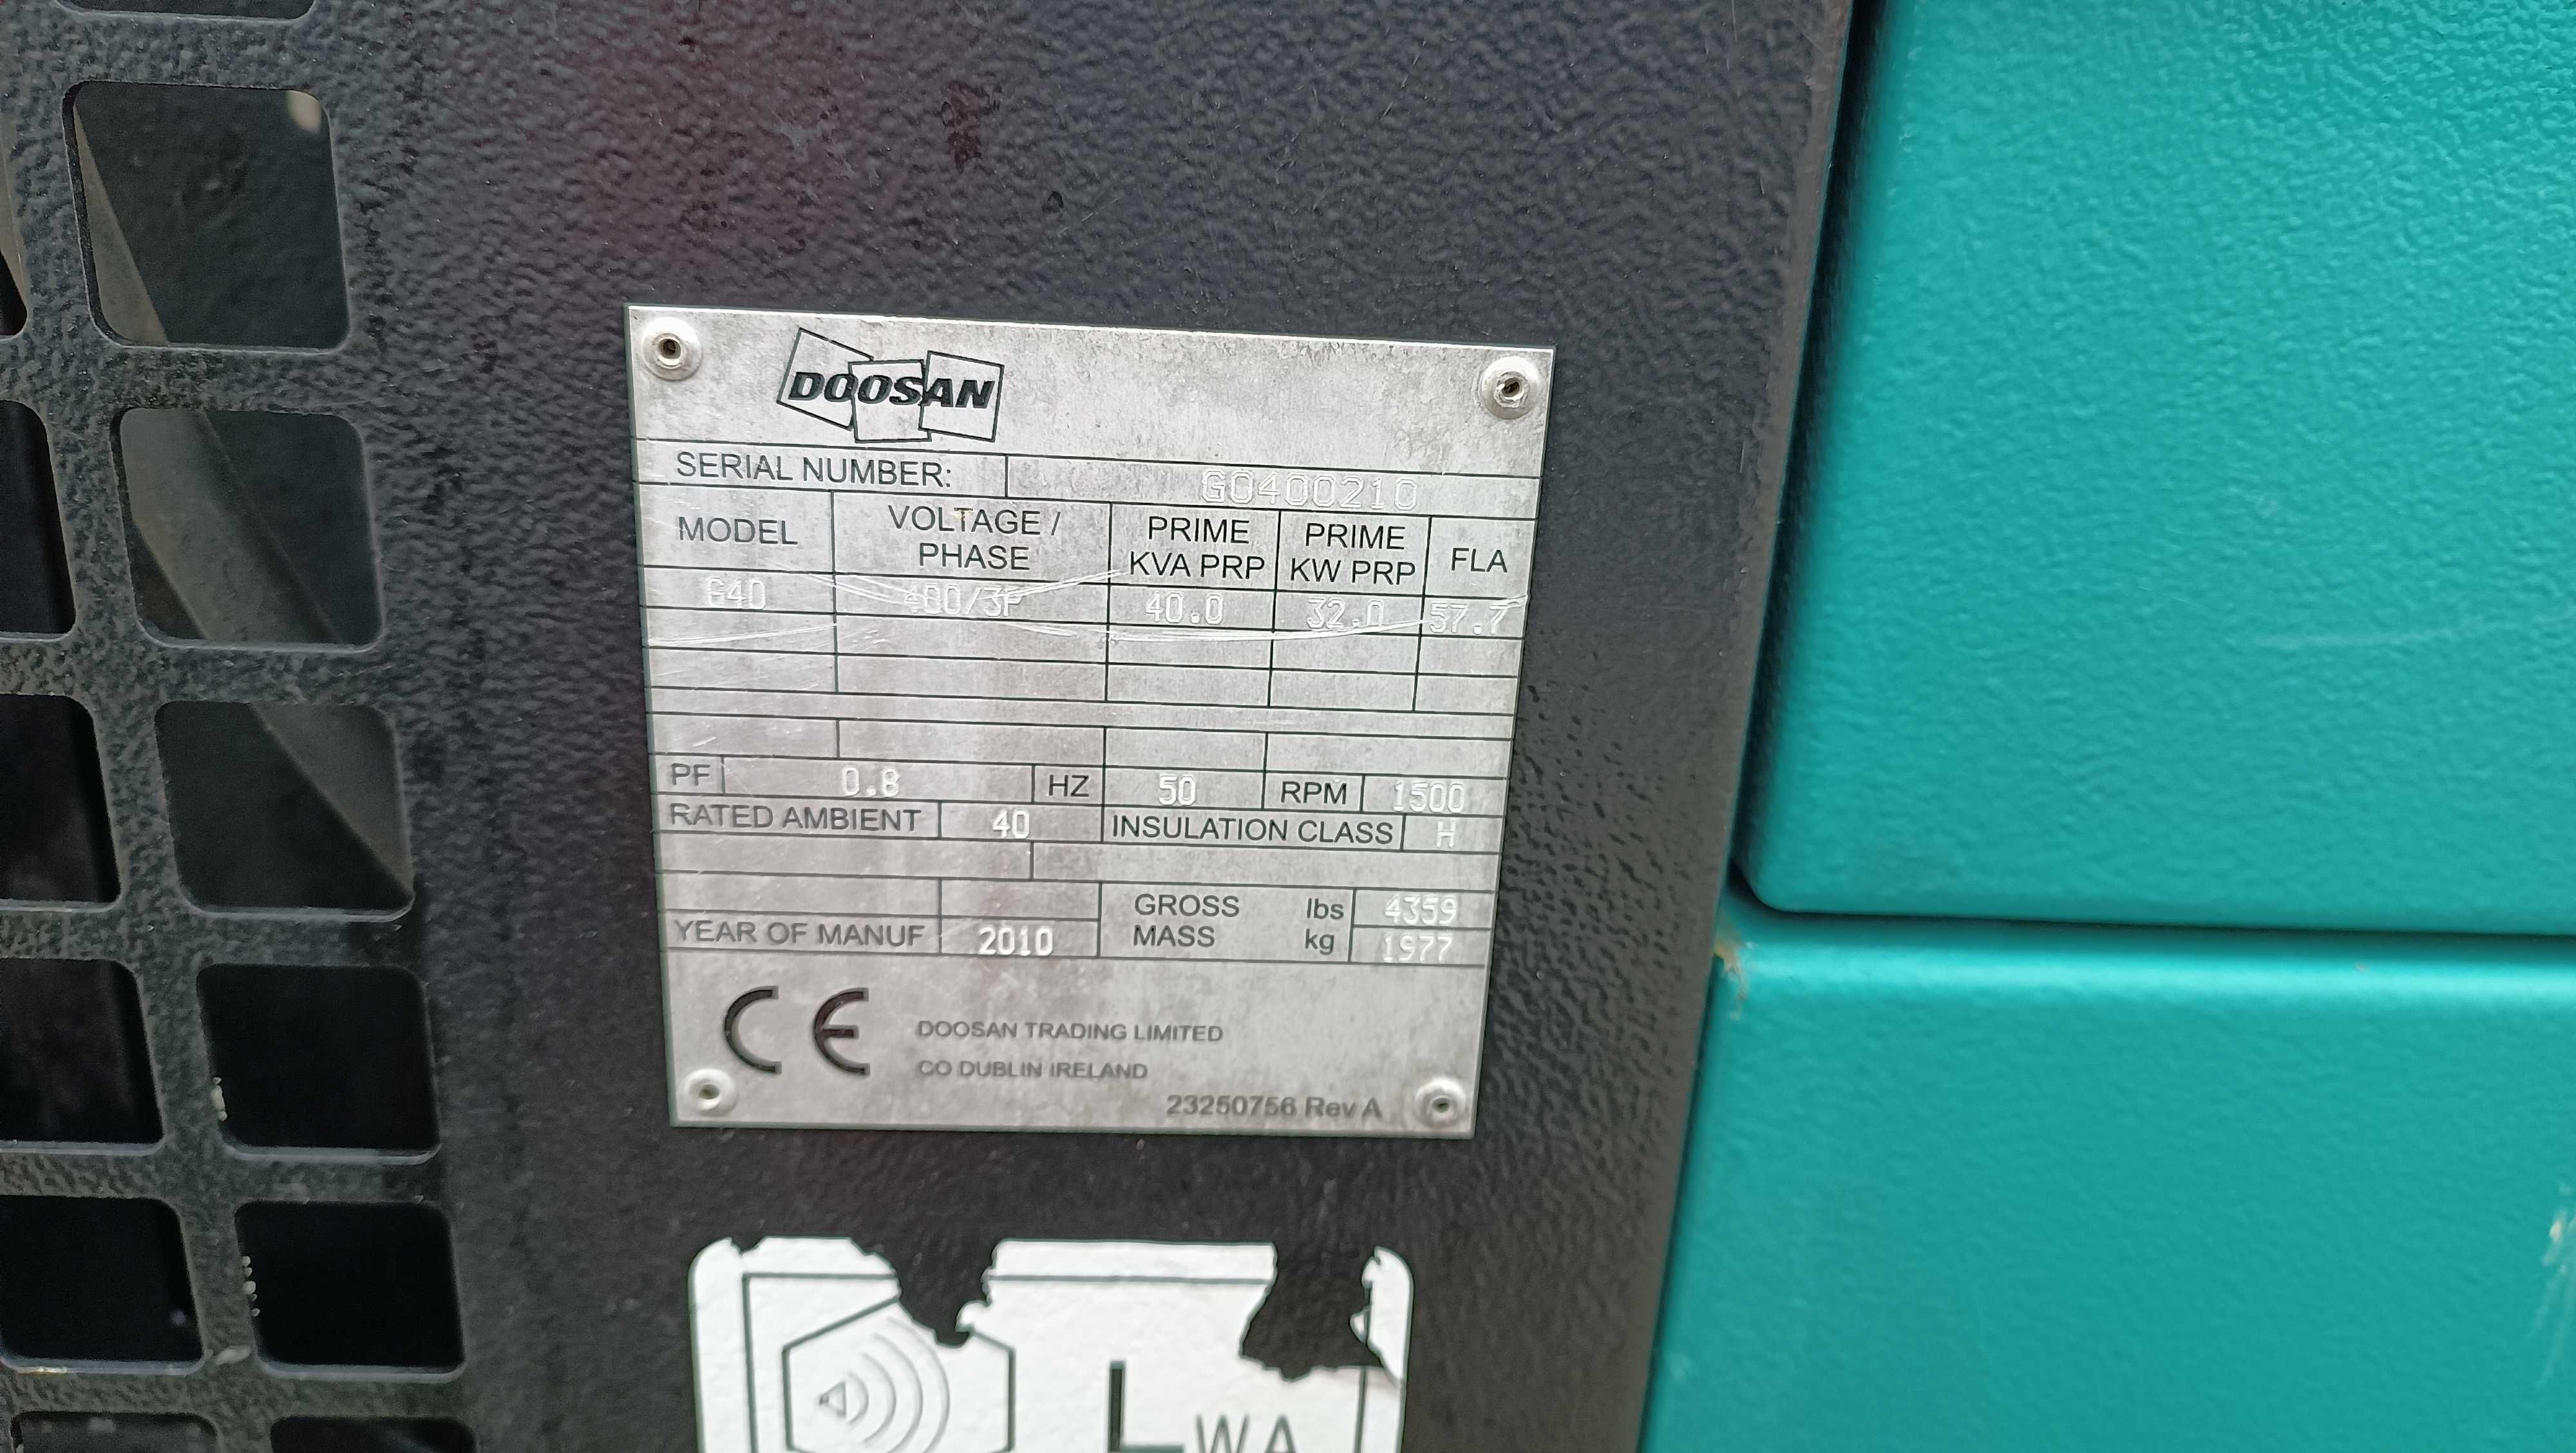 DOOSAN
SERIAL NUMBER: G0400210
MODEL VOLTAGE / PHASE PRIME KVA PRP PRIME KW PRP FLA
G40 400/3P 40.0 32.0 57.7
PF 0.8 HZ 50 RPM 1500
RATED AMBIENT 40 INSULATION CLASS H
GROSS MASS lbs 4359
kg 1977
YEAR OF MANUF 2010
CE DOOSAN TRADING LIMITED
CO DUBLIN IRELAND
23250756 Rev A
LWA